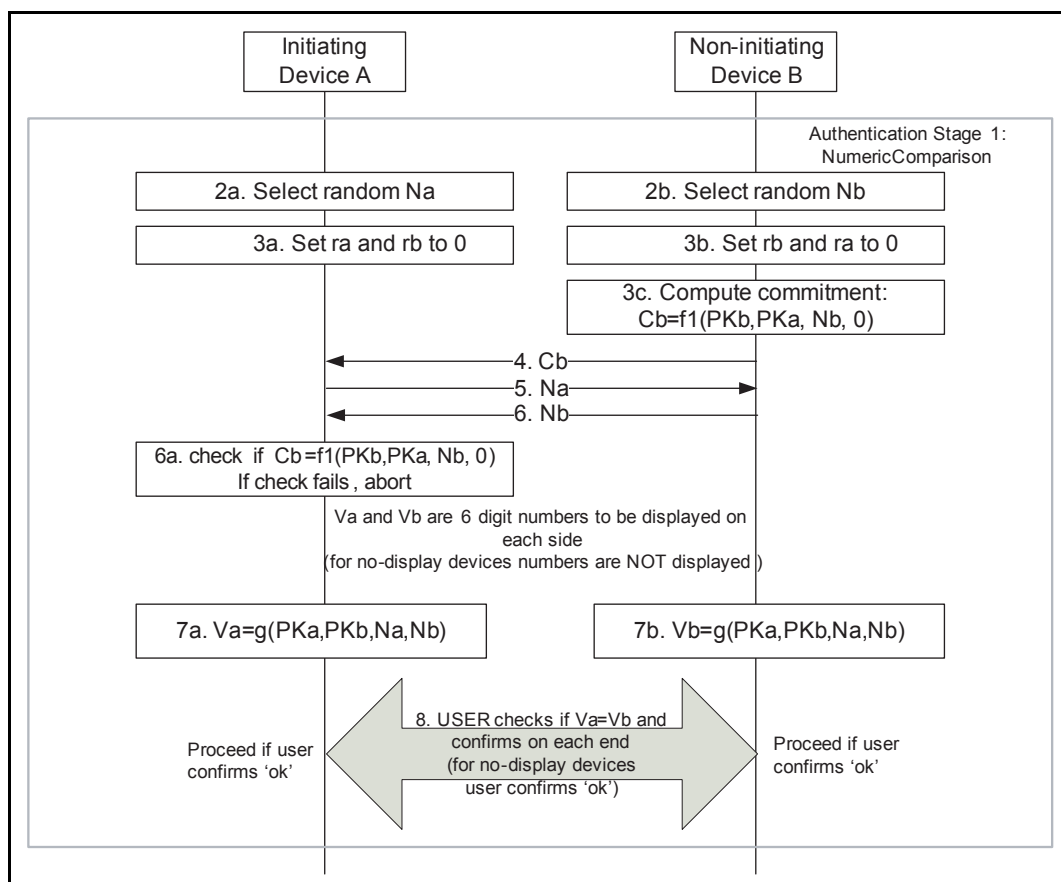 Initiating
Device A
Non-initiating
Device B
Authentication Stage 1:
NumericComparison
2a. Select random Na
2b. Select random Nb
3a. Set ra and rb to 0
3b. Set rb and ra to 0
3c. Compute commitment:
Cb=f1(PKb,PKa, Nb, 0)
4. Cb
5. Na
6. Nb
6a. check if Cb=f1(PKb,PKa, Nb, 0)
If check fails, abort
Va and Vb are 6 digit numbers to be displayed on
each side
(for no-display devices numbers are NOT displayed )
7a. Va=g(PKa,PKb,Na,Nb)
7b. Vb=g(PKa,PKb,Na,Nb)
8. USER checks if Va=Vb and
confirms on each end
(for no-display devices
user confirms ‘ok’)
Proceed if user
confirms ‘ok’
Proceed if user
confirms ‘ok’